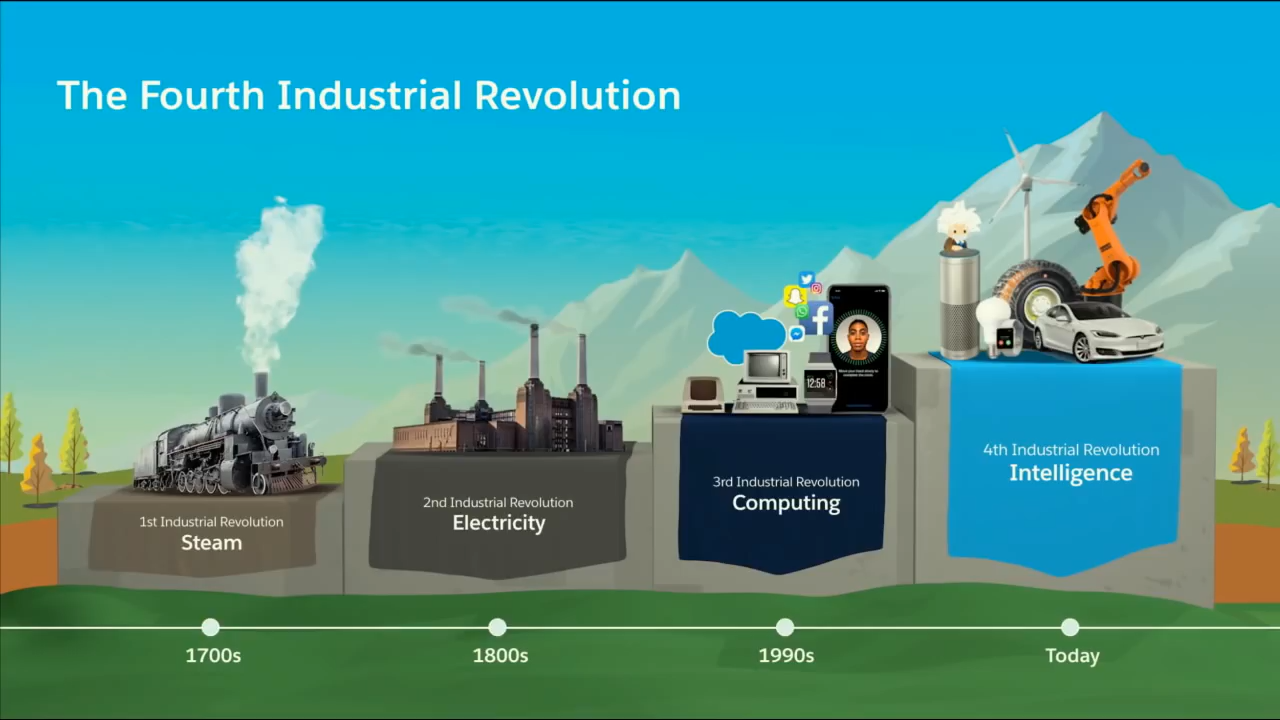 The Fourth Industrial Revolution
1st Industrial Revolution
Steam
2nd Industrial Revolution
Electricity
12:58
3rd Industrial Revolution
Computing
4th Industrial Revolution
Intelligence
1700s
1800s
1990s
Today